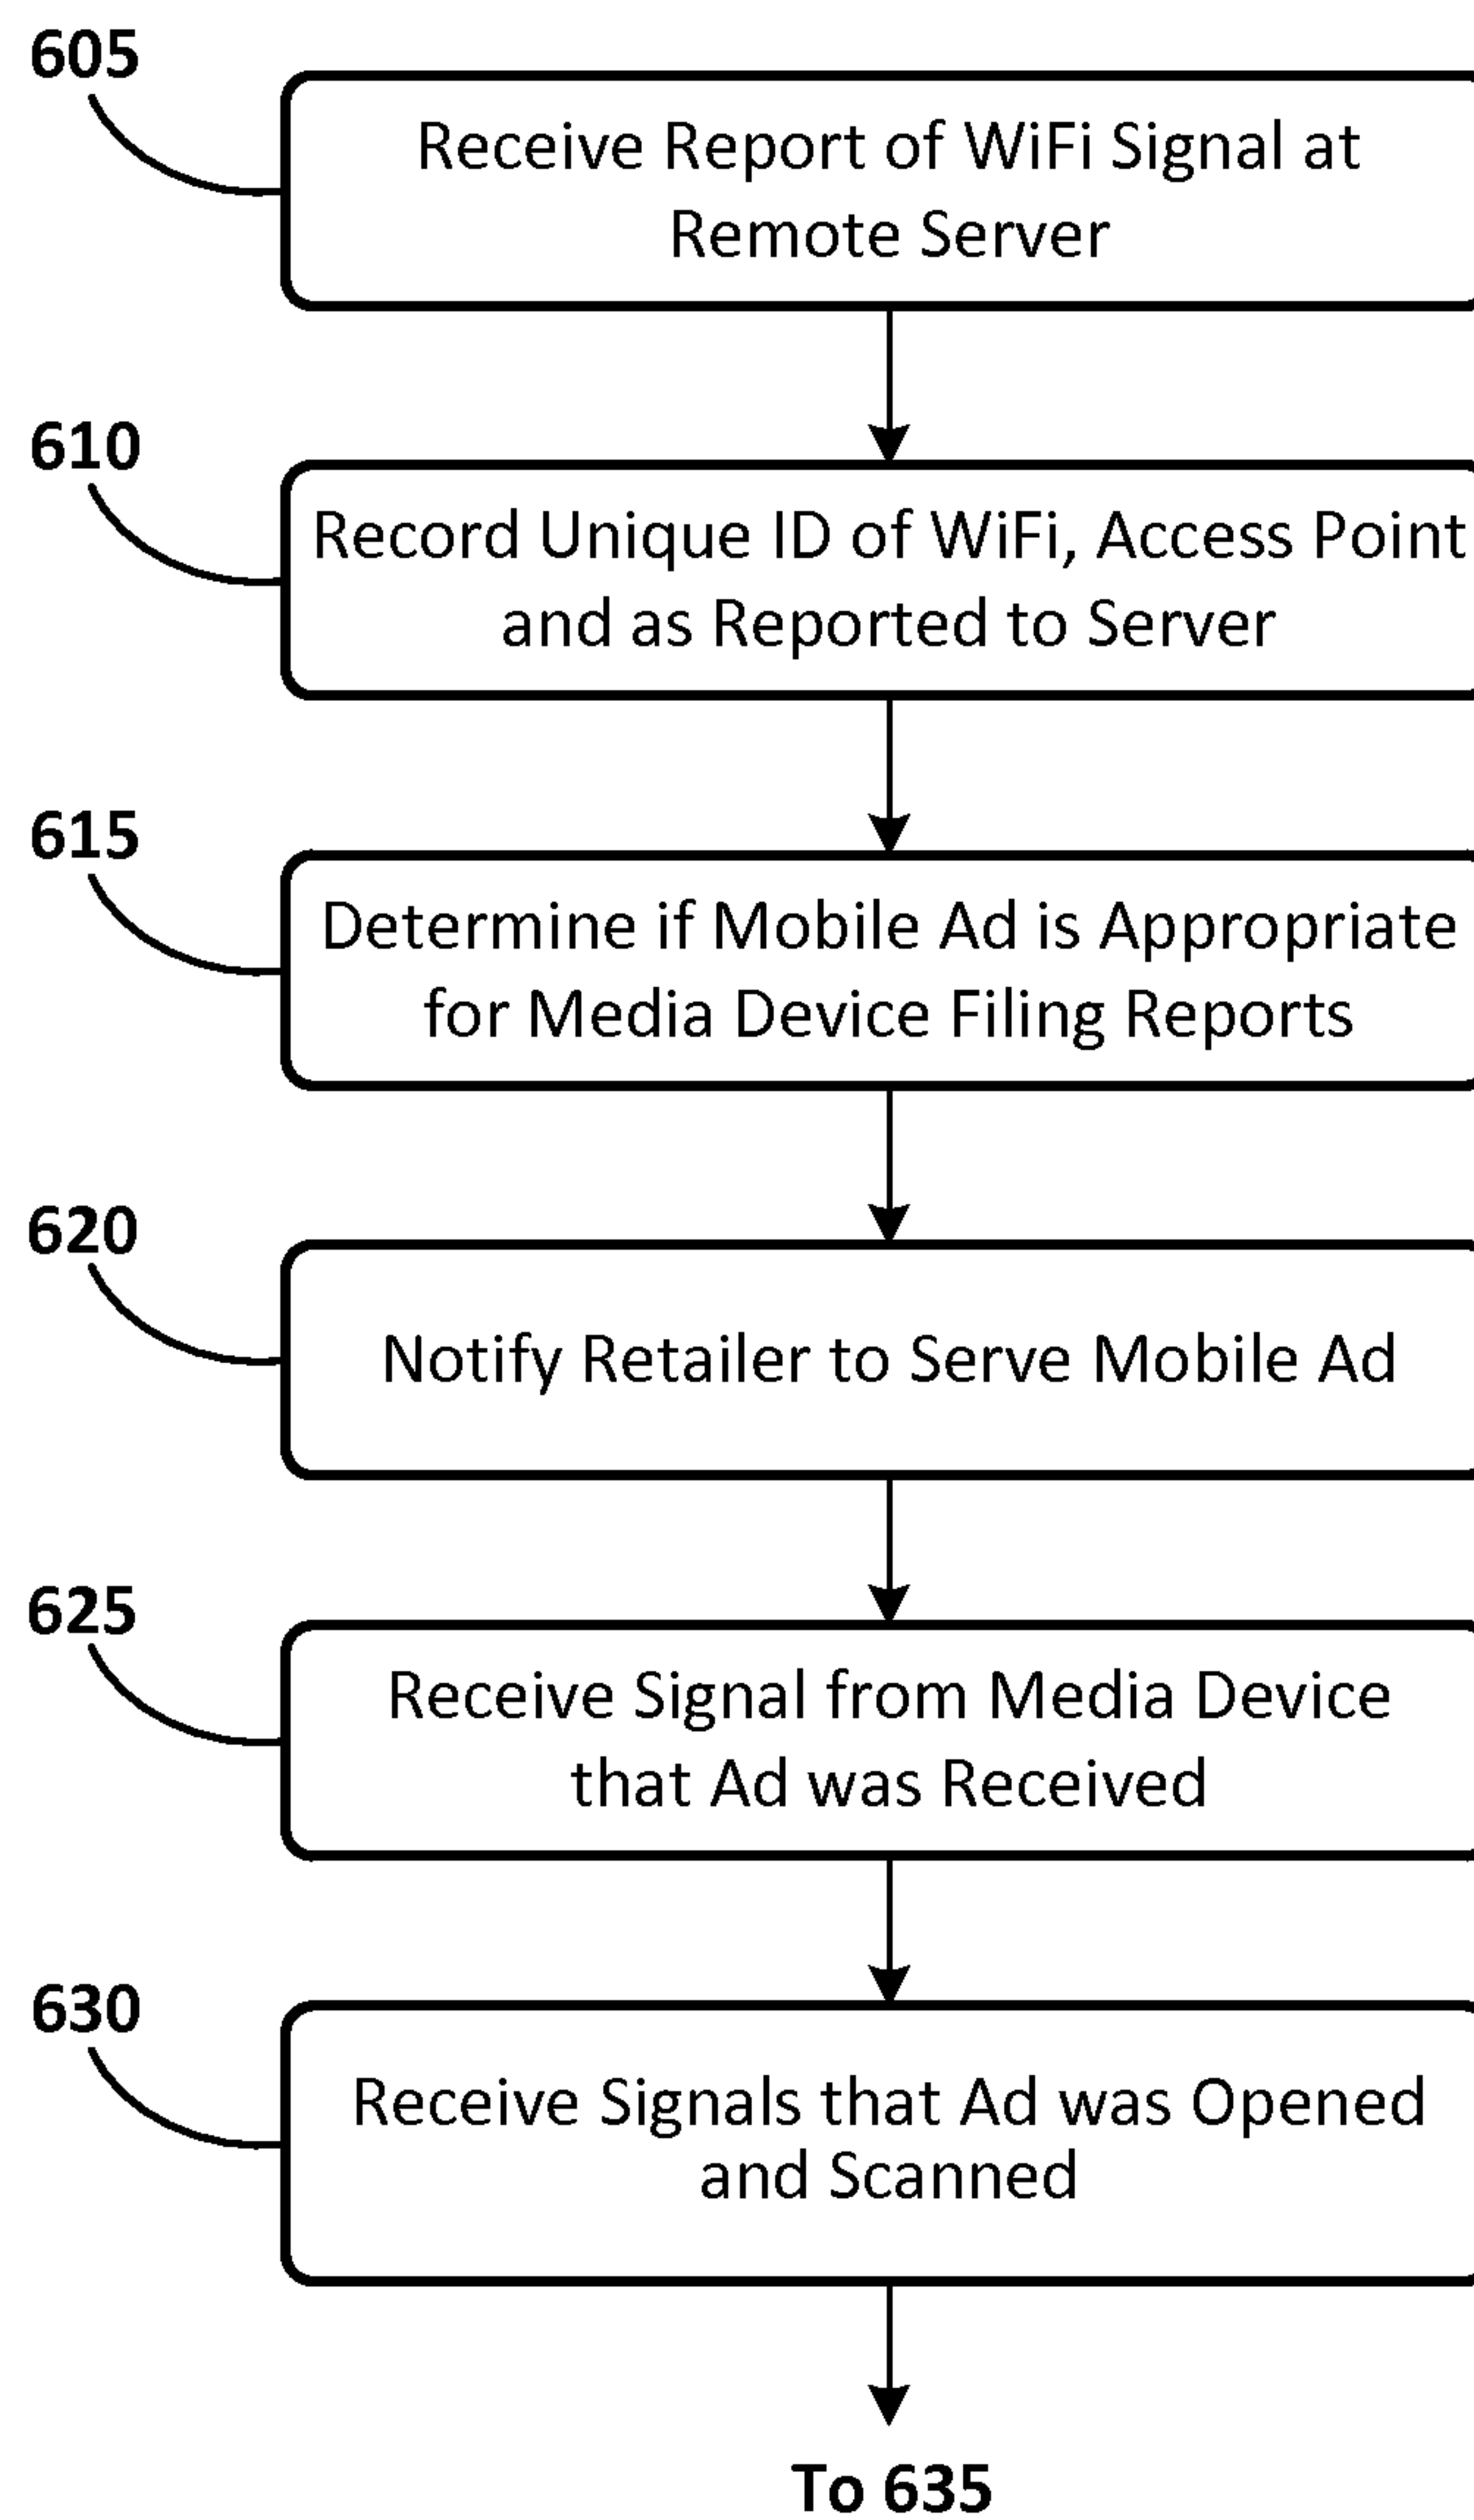 605
Receive Report of WiFi Signal at
Remote Server
610
Record Unique ID of WiFi, Access Point
and as Reported to Server
615
Determine if Mobile Ad is Appropriate
for Media Device Filing Reports
620
Notify Retailer to Serve Mobile Ad
625
Receive Signal from Media Device
that Ad was Received
630
Receive Signals that Ad was Opened
and Scanned
To 635